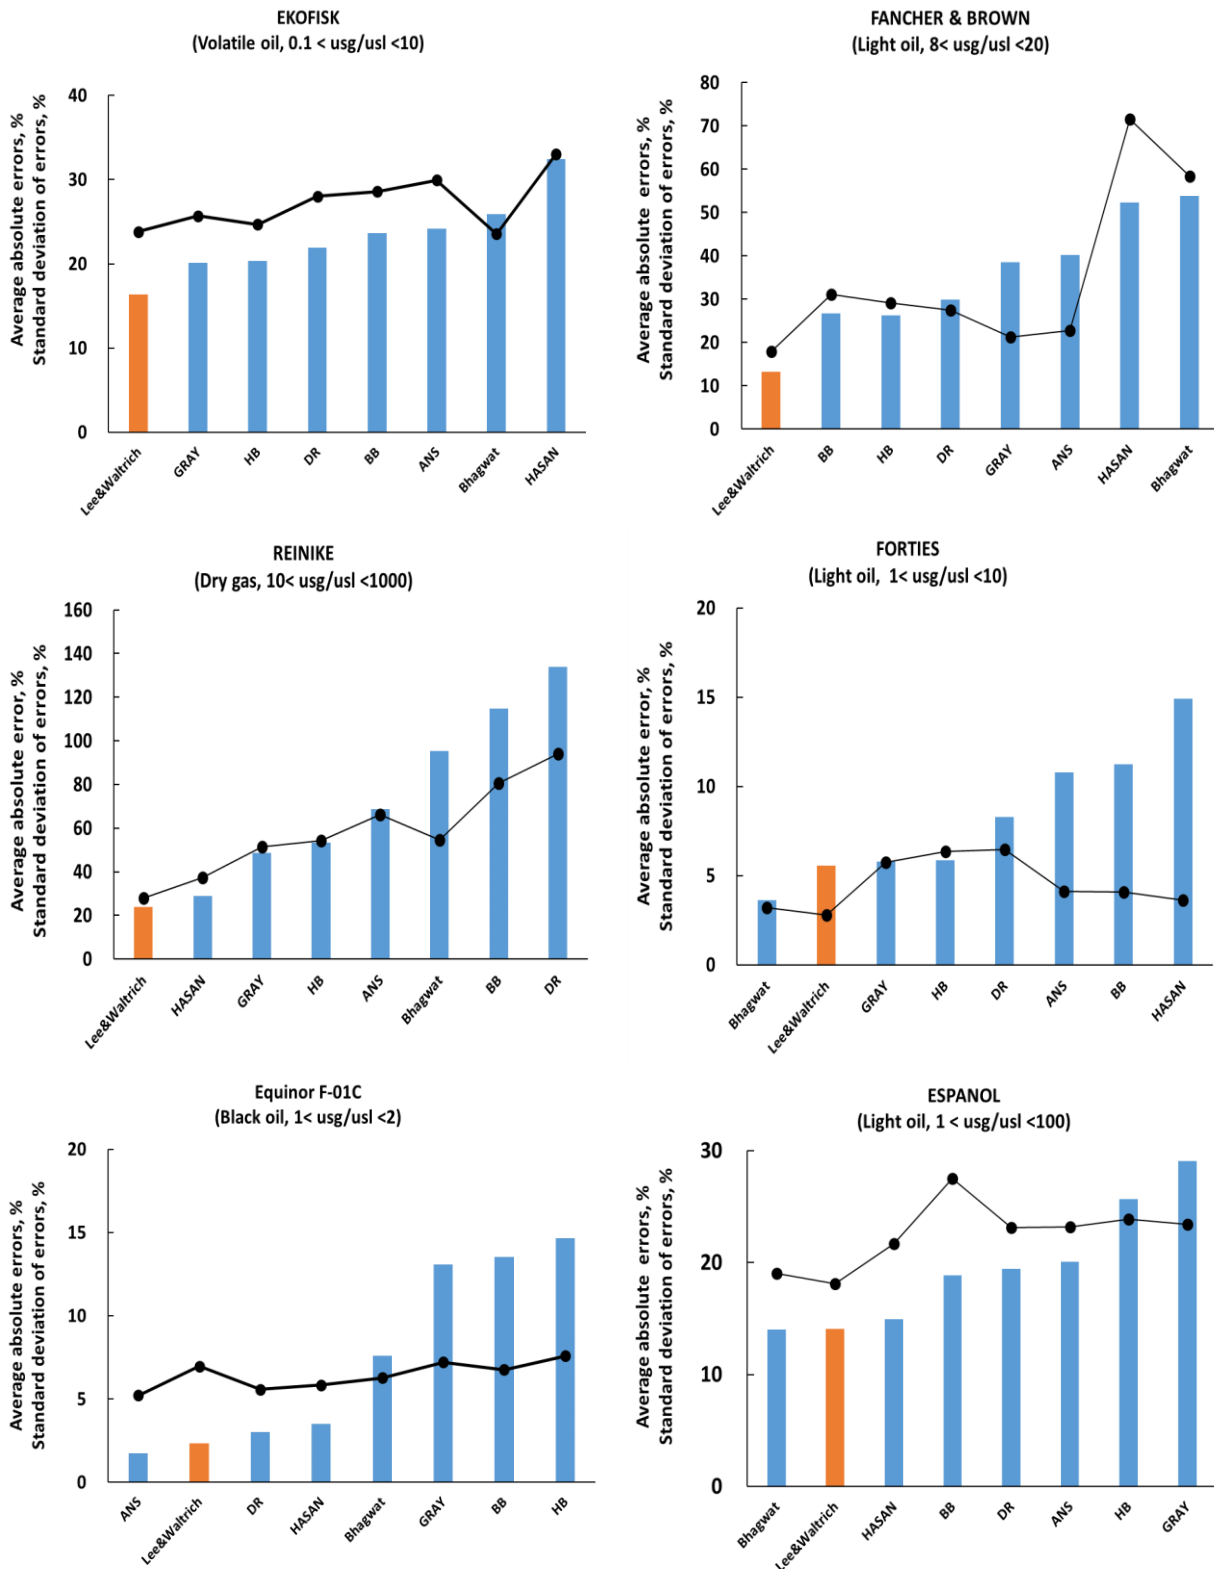 EKOFISK
(Volatile oil, 0.1 < usg/usl <10)
Average absolute errors, %
Standard deviation of errors, %
40
30
20
10
0
Lee&Waltrich
GRAY
HB
DR
BB
ANS
Bhagwat
HASAN
FANCHER & BROWN
(Light oil, 8< usg/usl <20)
Average absolute errors, %
Standard deviation of errors, %
80
70
60
50
40
30
20
10
0
Lee&Waltrich
BB
HB
DR
GRAY
ANS
HASAN
Bhagwat
REINIKE
(Dry gas, 10< usg/usl <1000)
Average absolute error, %
Standard deviation of errors, %
160
140
120
100
80
60
40
20
0
Lee&Waltrich
HASAN
GRAY
HB
ANS
Bhagwat
BB
DR
FORTIES
(Light oil,  1< usg/usl <10)
Average absolute error, %
Standard deviation of errors, %
20
15
10
5
0
Bhagwat
Lee&Waltrich
GRAY
HB
DR
ANS
BB
HASAN
Equinor F-01C
(Black oil, 1< usg/usl <2)
Average absolute errors, %
Standard deviation of errors, %
20
15
10
5
0
ANS
Lee&Waltrich
DR
HASAN
Bhagwat
GRAY
BB
HB
ESPANOL
(Light oil, 1 < usg/usl <100)
Average absolute errors, %
Standard deviation of errors, %
30
20
10
0
Bhagwat
Lee&Waltrich
HASAN
BB
DR
ANS
HB
GRAY